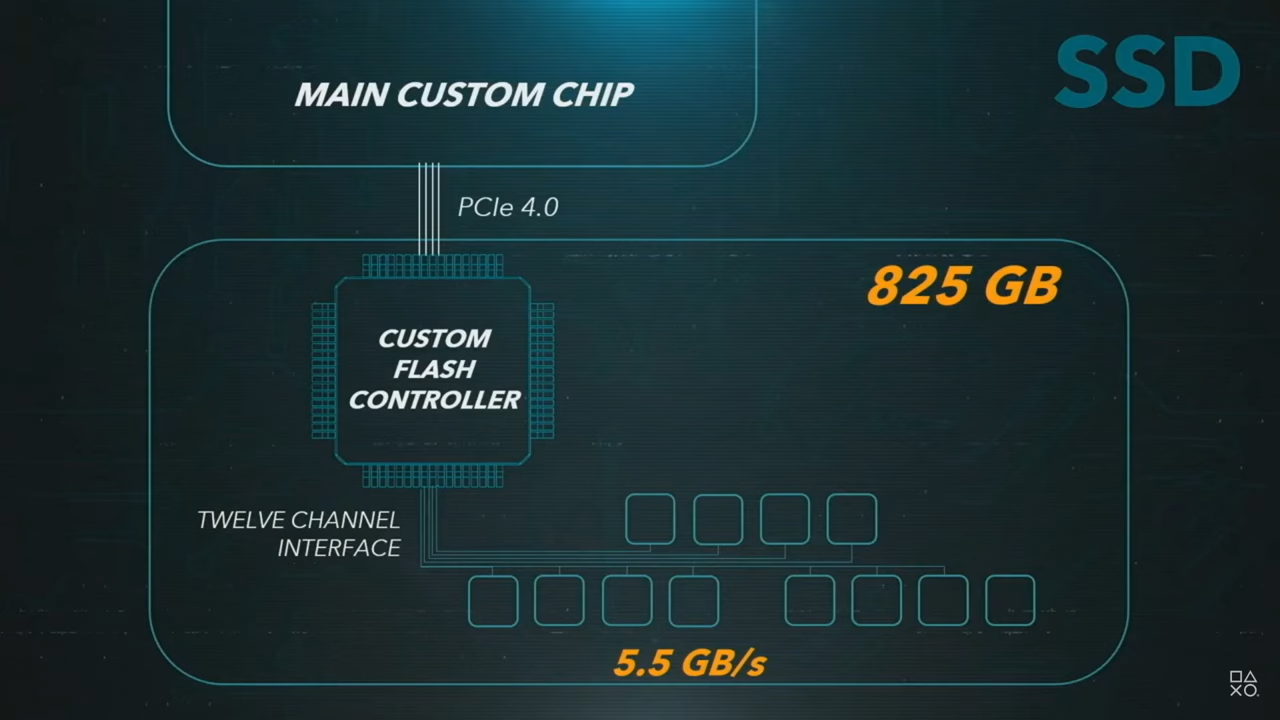 SSD
MAIN CUSTOM CHIP
PCIe 4.0
825 GB
CUSTOM
FLASH
CONTROLLER
TWELVE CHANNEL
INTERFACE
5.5 GB/s